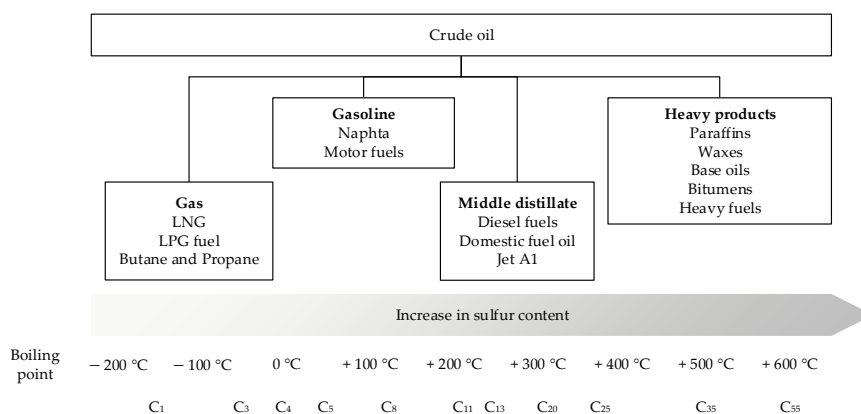 Crude oil
Gasoline
Naphta
Motor fuels
Heavy products
Paraffins
Waxes
Base oils
Bitumens
Heavy fuels
Gas
LNG
LPG fuel
Butane and Propane
Middle distillate
Diesel fuels
Domestic fuel oil
Jet A1
Increase in sulfur content
Boiling
point
− 200 °C − 100 °C 0 °C + 100 °C + 200 °C + 300 °C + 400 °C + 500 °C + 600 °C
C₁ C₃ C₄ C₅ C₈ C₁₁ C₁₃ C₂₀ C₂₅ C₃₅ C₅₅